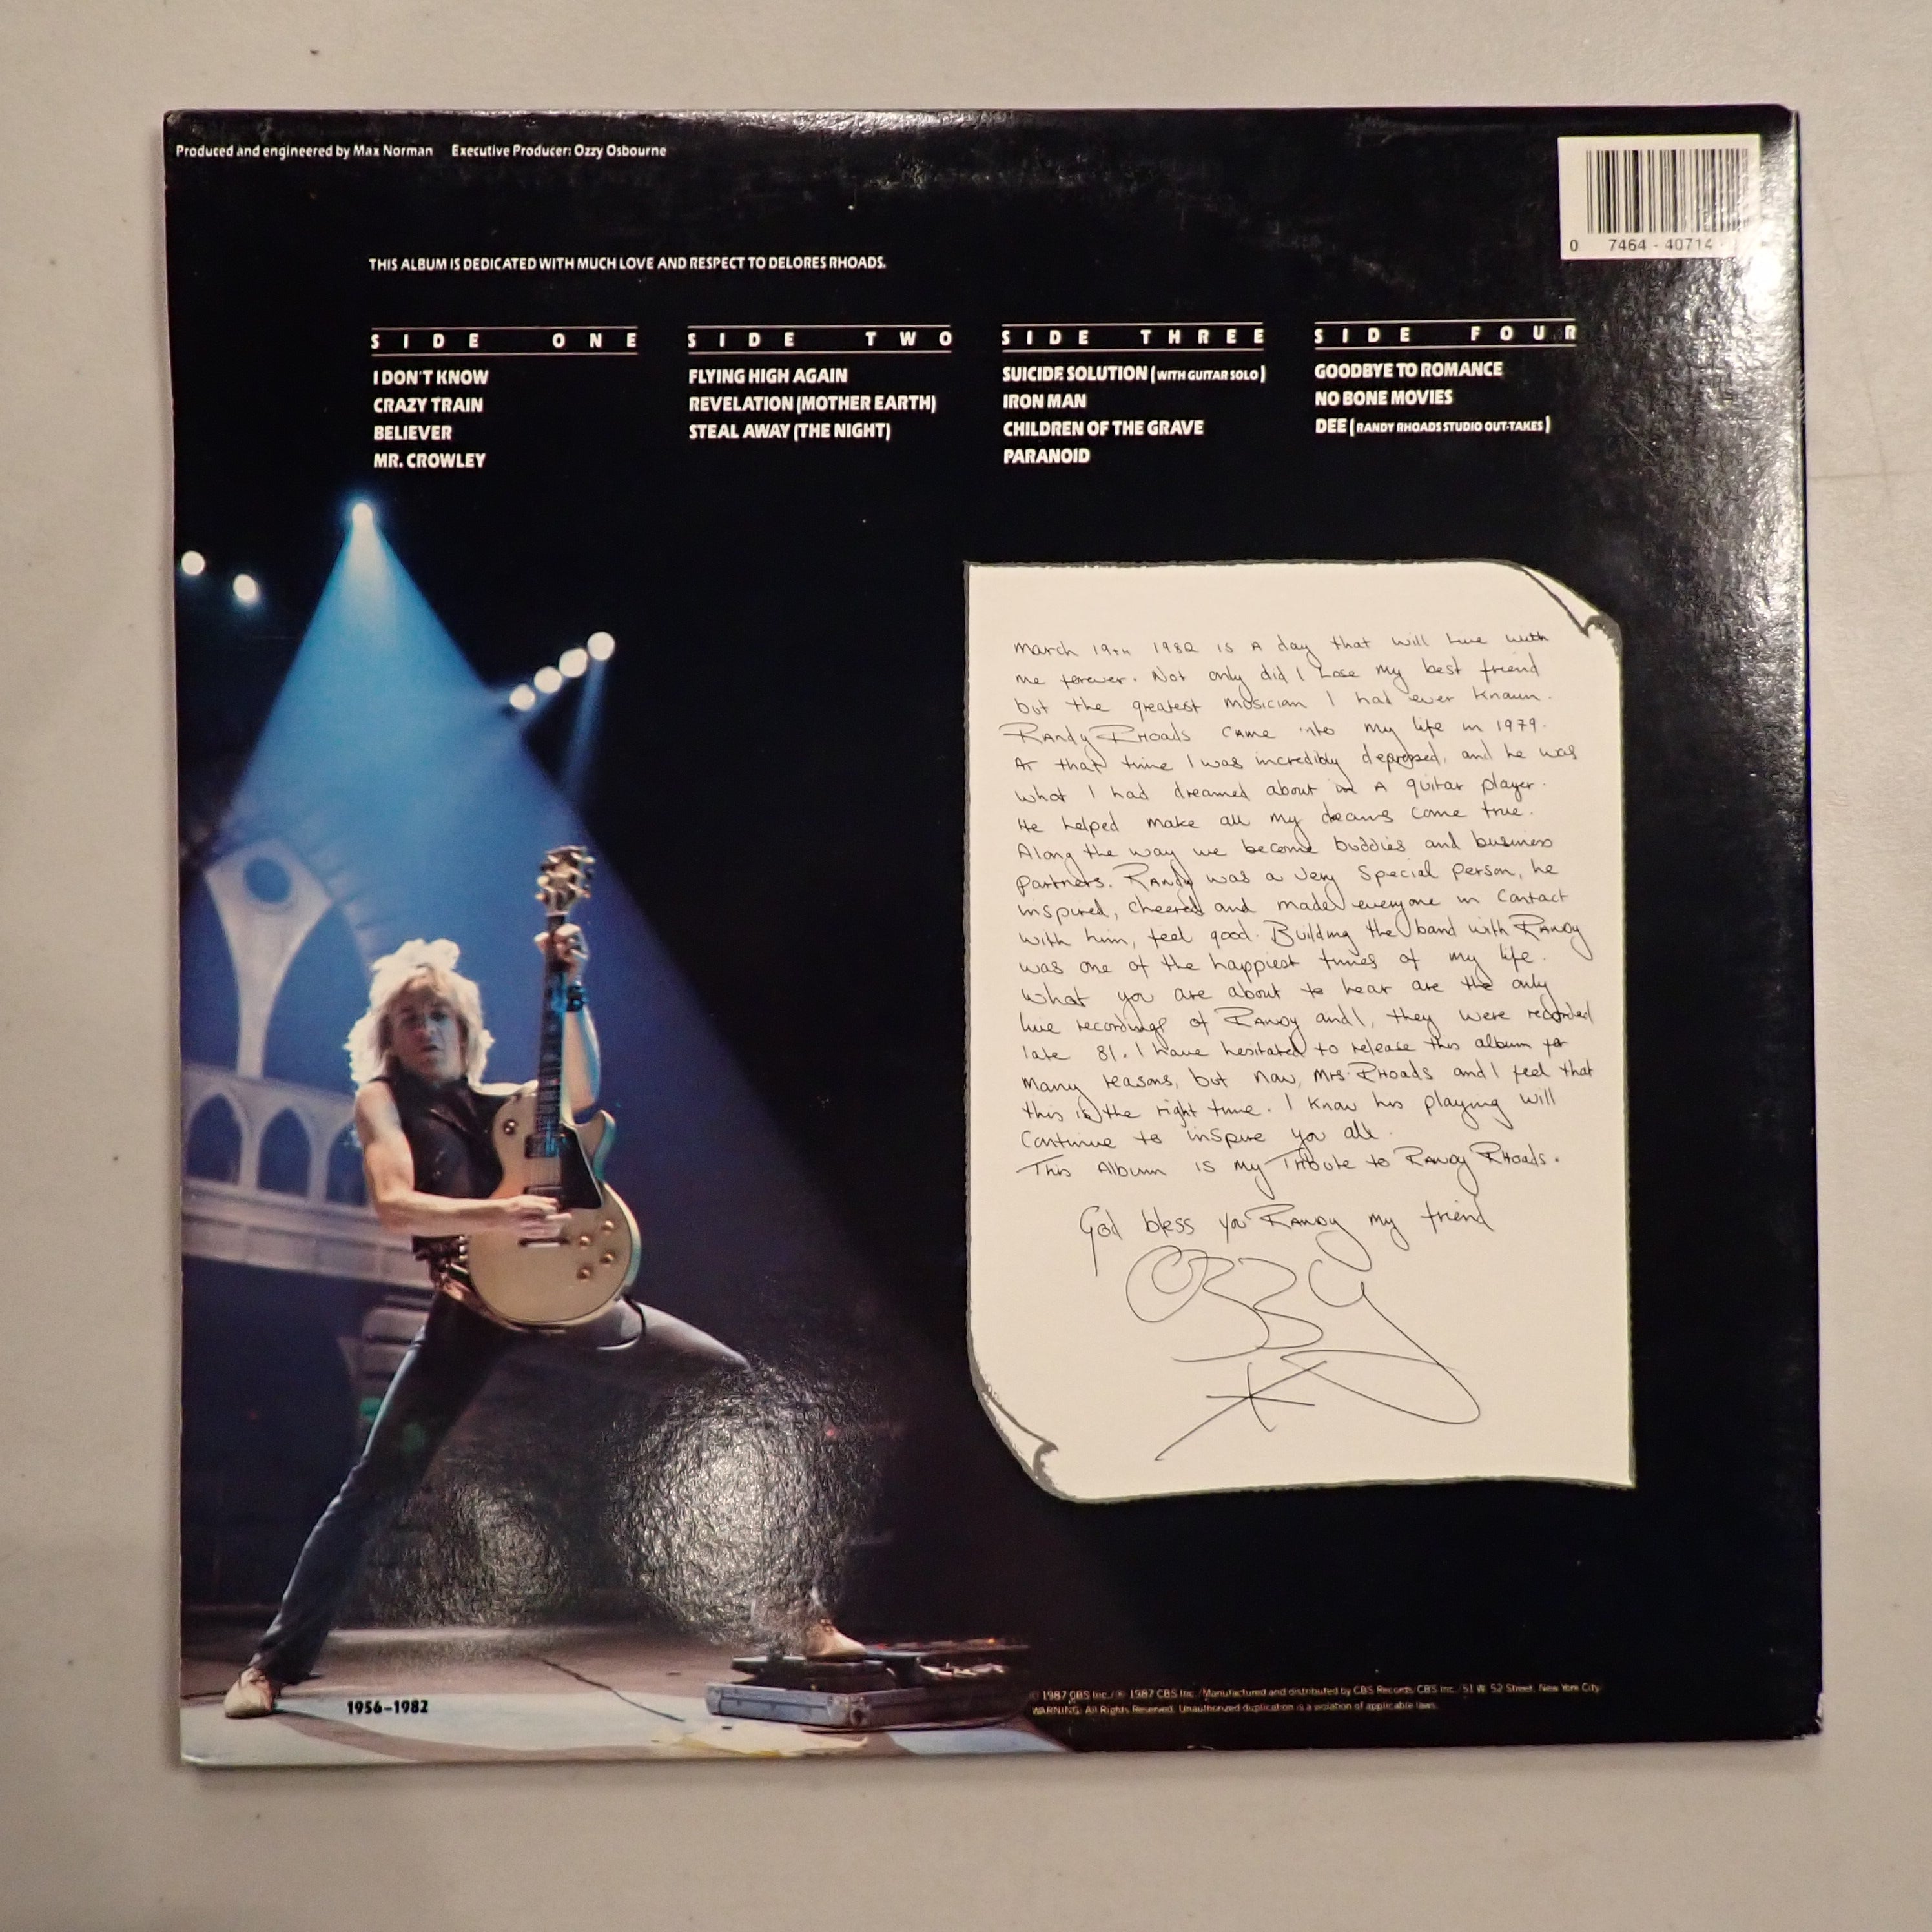 Produced and engineered by Max Norman Executive Producer: Ozzy Osbourne
0 7464-40714-
THIS ALBUM IS DEDICATED WITH MUCH LOVE AND RESPECT TO DELORES RHOADS.
SIDE ONE
I DON'T KNOW
CRAZY TRAIN
BELIEVER
MR. CROWLEY
SIDE TWO
FLYING HIGH AGAIN
REVELATION (MOTHER EARTH)
STEAL AWAY (THE NIGHT)
SIDE THREE
SUICIDE SOLUTION (WITH GUITAR SOLO)
IRON MAN
CHILDREN OF THE GRAVE
PARANOID
SIDE FOUR
GOODBYE TO ROMANCE
NO BONE MOVIES
DEE (RANDY RHOADS STUDIO OUT-TAKES)
March 19TH 1982 IS A day that will live with
me forever. Not only did I Lose my best friend
but the greatest musician I had ever known.
RANdy RHoads CAME into my life in 1979.
AT that time I was incredibly depressed, and he was
what I had dreamed about in A guitar player.
He helped make all my dreams come true.
Along the way we become buddies and business
partners. RANdy was a very special person, he
inspired, cheered and made everyone in contact
with him, feel good. Building the band with RANDY
was one of the happiest times of my life.
What you are about to hear are the only
live recordings of RANDY and I, they were recorded
late 81. I have hesitated to release this album for
many reasons, but now, Mrs. RHOADS and I feel that
this is the right time. I know his playing will
continue to inspire you all.
This Album is my Tribute to RANDY RHoads.
God bless you RANDY my friend
OZZY
1956-1982
© 1987 CBS Inc./℗ 1987 CBS Inc./Manufactured and distributed by CBS Records/CBS Inc./51 W. 52 Street, New York City
WARNING: All Rights Reserved. Unauthorized duplication is a violation of applicable laws.